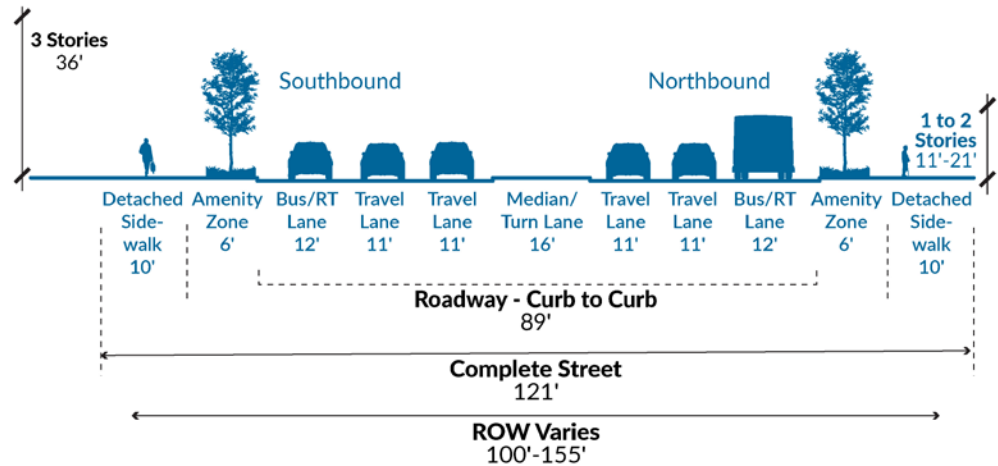 3 Stories
36'
Southbound
Northbound
1 to 2
Stories
11'-21'
Detached
Side-
walk
10'
Amenity
Zone
6'
Bus/RT
Lane
12'
Travel
Lane
11'
Travel
Lane
11'
Median/
Turn Lane
16'
Travel
Lane
11'
Travel
Lane
11'
Bus/RT
Lane
12'
Amenity
Zone
6'
Detached
Side-
walk
10'
Roadway - Curb to Curb
89'
Complete Street
121'
ROW Varies
100'-155'